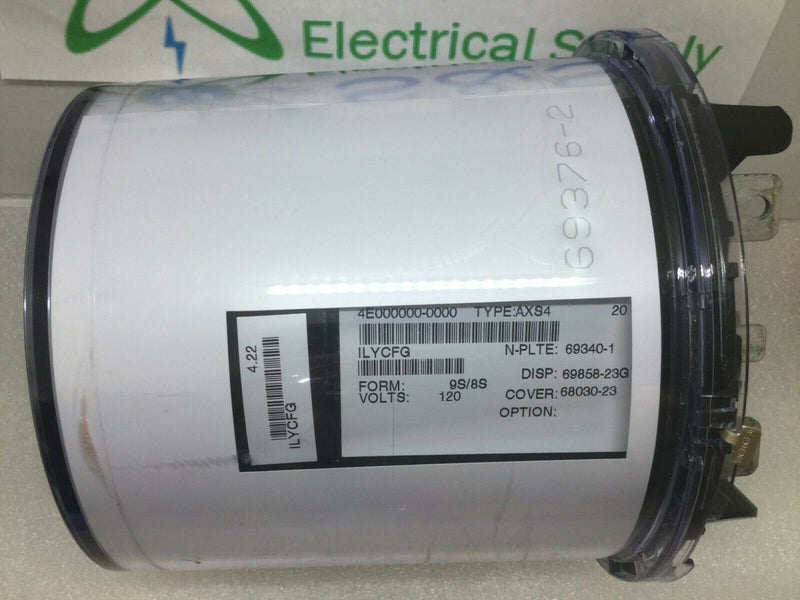 Electrical Supply
69376-2
4E000000-0000 TYPE:AXS4 20
ILYCFG N-PLTE: 69340-1
DISP: 69858-23G
FORM: 9S/8S COVER: 68030-23
VOLTS: 120
OPTION:
4.22
ILYCFG